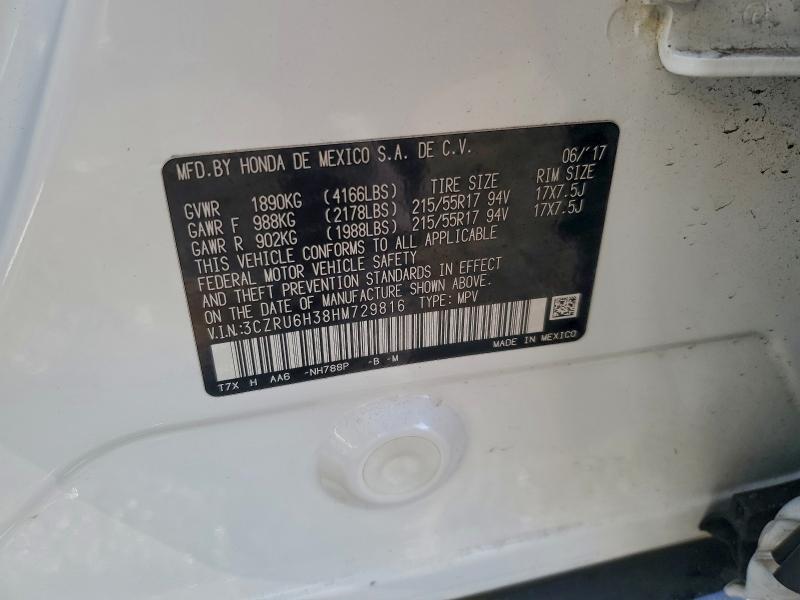 MFD.BY HONDA DE MEXICO S.A. DE C.V. 06/'17
GVWR 1890KG (4166LBS) TIRE SIZE RIM SIZE
GAWR F 988KG (2178LBS) 215/55R17 94V 17X7.5J
GAWR R 902KG (1988LBS) 215/55R17 94V 17X7.5J
THIS VEHICLE CONFORMS TO ALL APPLICABLE
FEDERAL MOTOR VEHICLE SAFETY
AND THEFT PREVENTION STANDARDS IN EFFECT
ON THE DATE OF MANUFACTURE SHOWN ABOVE.
V.I.N.:3CZRU6H38HM729816 TYPE: MPV
MADE IN MEXICO
T7X H AA6 -NH788P -B -M